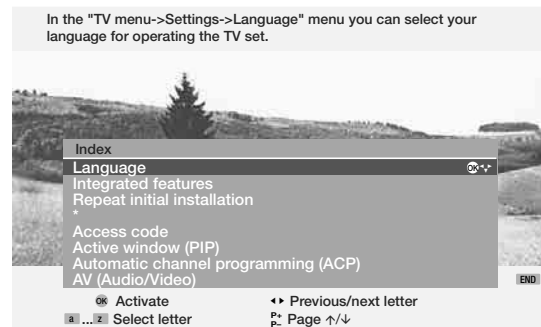 In the "TV menu->Settings->Language" menu you can select your
language for operating the TV set.
Index
Language OK
Integrated features
Repeat initial installation
*
Access code
Active window (PIP)
Automatic channel programming (ACP)
AV (Audio/Video)
END
OK Activate
Previous/next letter
a ... z Select letter
P+ P− Page ↑/↓